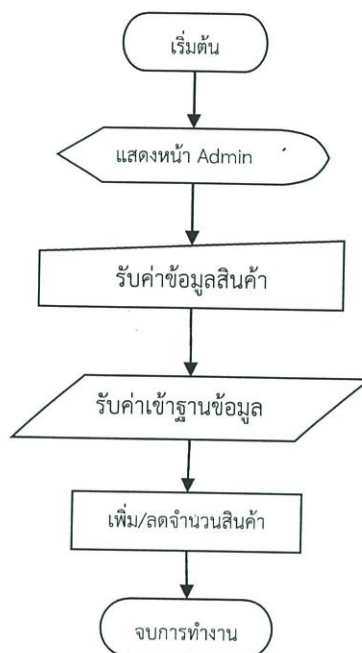 เริ่มต้น
แสดงหน้า Admin
รับค่าข้อมูลสินค้า
รับค่าเข้าฐานข้อมูล
เพิ่ม/ลดจำนวนสินค้า
จบการทำงาน